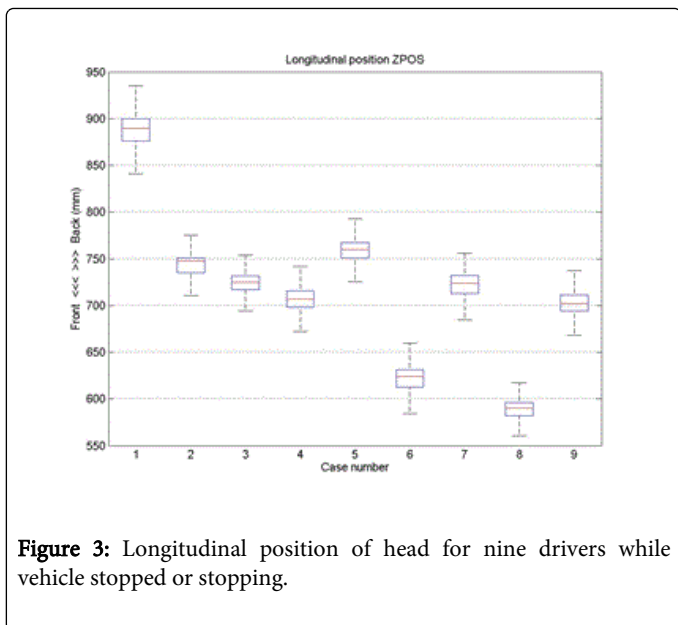 Longitudinal position ZPOS
Front <<< >>> Back (mm)
950
900
850
800
750
700
650
600
550
1 2 3 4 5 6 7 8 9
Case number
Figure 3: Longitudinal position of head for nine drivers while
vehicle stopped or stopping.